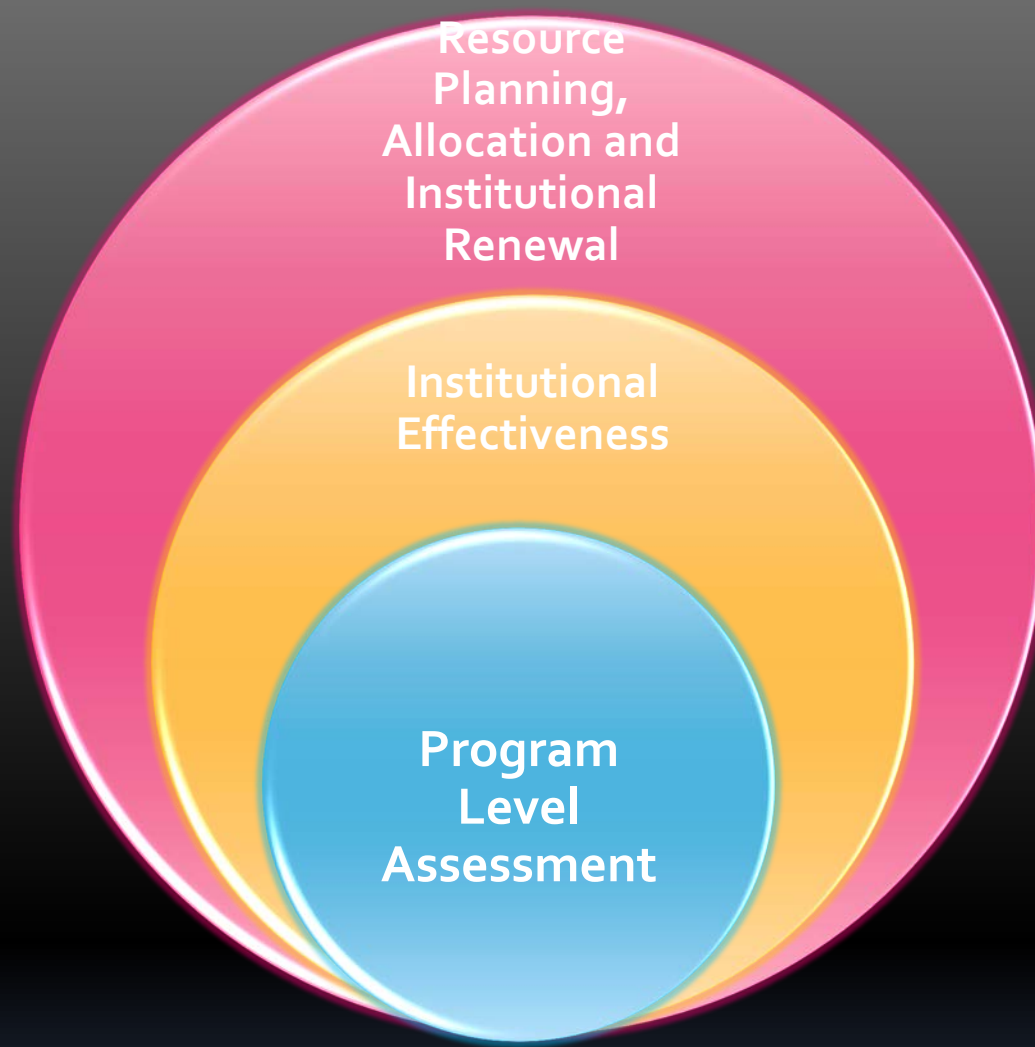 Resource
Planning,
Allocation and
Institutional
Renewal
Institutional
Effectiveness
Program
Level
Assessment